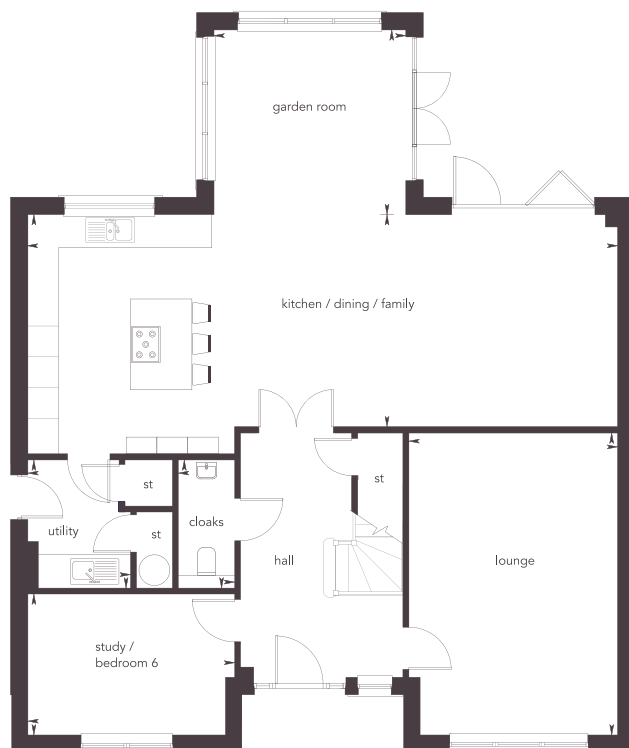 garden room
kitchen / dining / family
st
st
utility
cloaks
st
hall
lounge
study /
bedroom 6